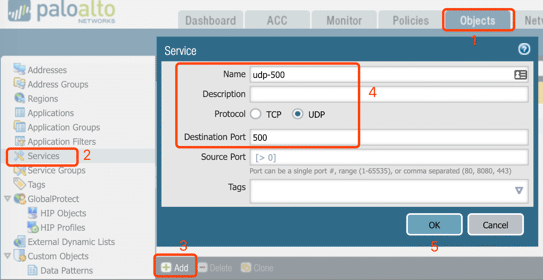 paloalto
NETWORKS
Dashboard
ACC
Monitor
Policies
Objects
Net
1
Addresses
Address Groups
Regions
Applications
Application Groups
Application Filters
Services
2
Service Groups
Tags
GlobalProtect
HIP Objects
HIP Profiles
External Dynamic Lists
Custom Objects
Data Patterns
Service
?
Name udp-500
Description
4
Protocol TCP UDP
Destination Port 500
Source Port [> 0]
Port can be a single port #, range (1-65535), or comma separated (80, 8080, 443)
Tags
OK
Cancel
5
3
Add
Delete
Clone